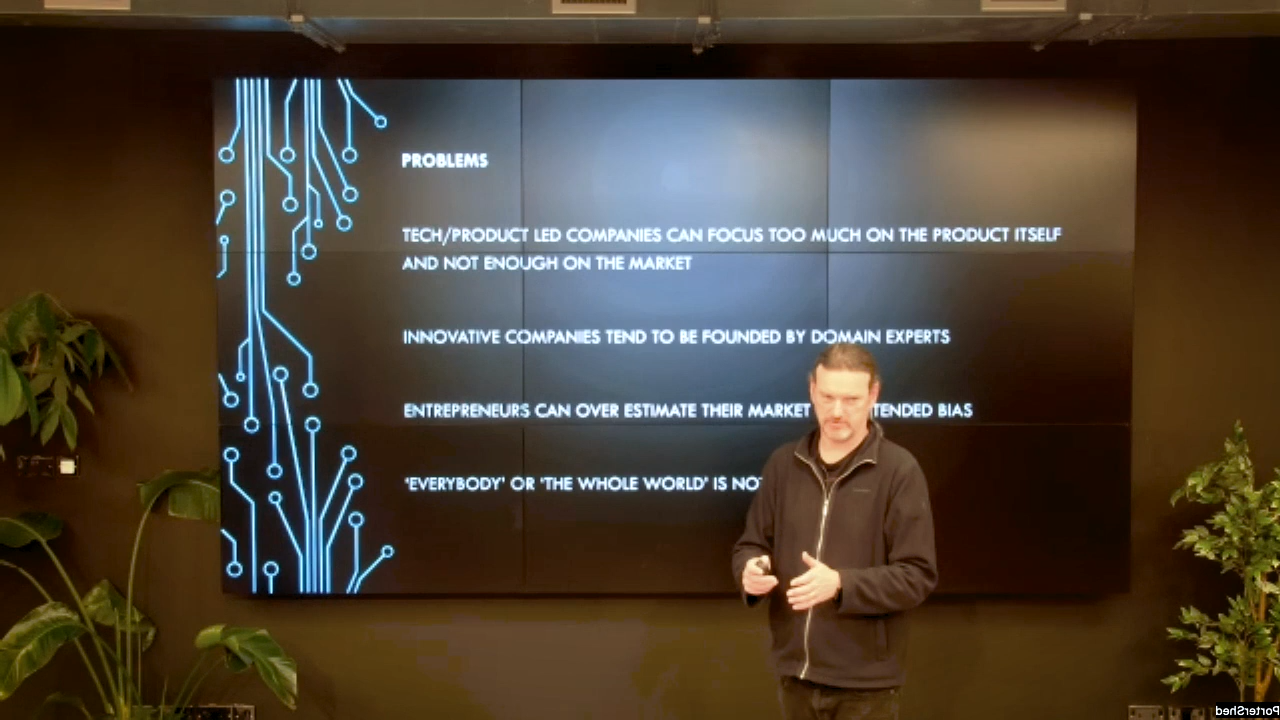 PROBLEMS
TECH/PRODUCT LED COMPANIES CAN FOCUS TOO MUCH ON THE PRODUCT ITSELF
AND NOT ENOUGH ON THE MARKET
INNOVATIVE COMPANIES TEND TO BE FOUNDED BY DOMAIN EXPERTS
ENTREPRENEURS CAN OVER ESTIMATE THEIR MARKET TENDED BIAS
'EVERYBODY' OR 'THE WHOLE WORLD' IS NOT
PorterShed